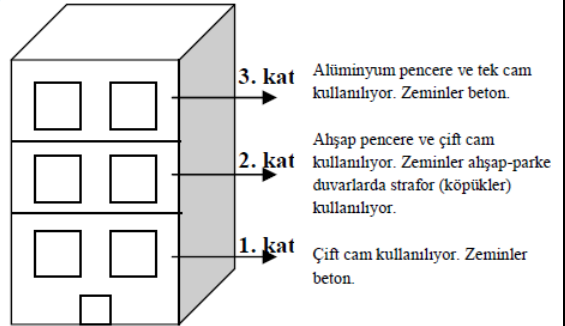 3. kat
Alüminyum pencere ve tek cam
kullanılıyor. Zeminler beton.
2. kat
Ahşap pencere ve çift cam
kullanılıyor. Zeminler ahşap-parke
duvarlarda strafor (köpükler)
kullanılıyor.
1. kat
Çift cam kullanılıyor. Zeminler
beton.